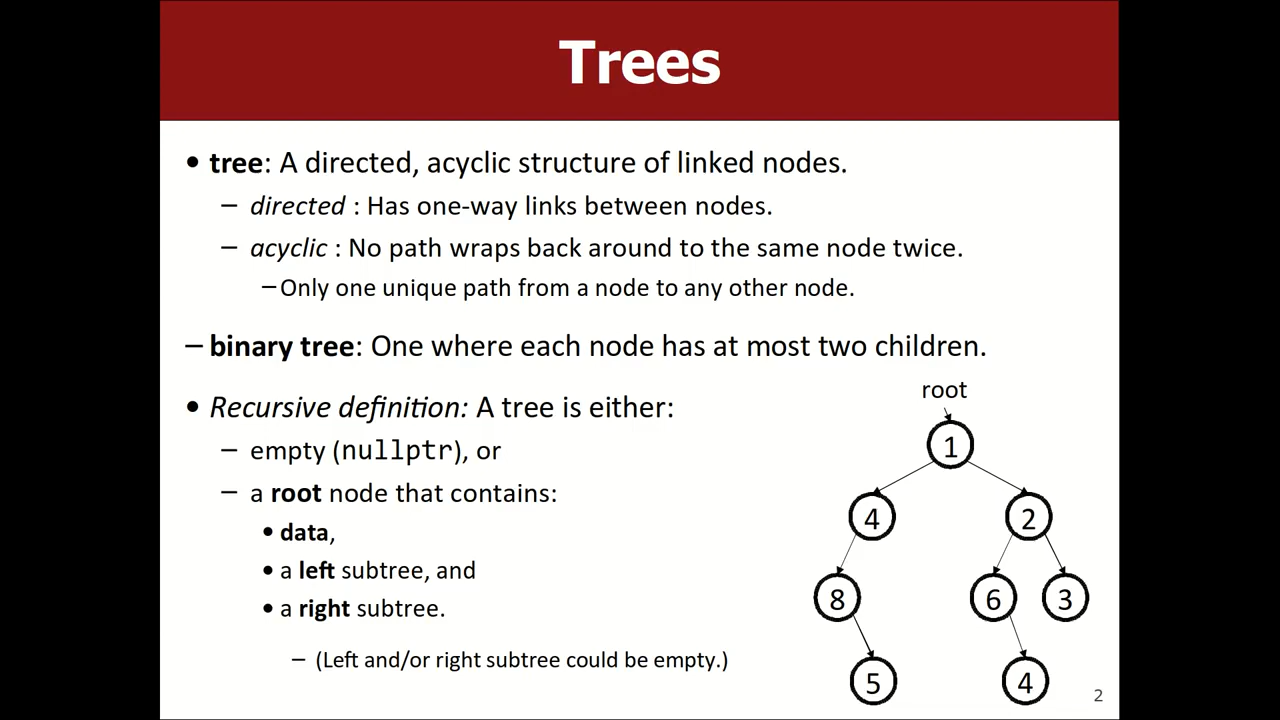 Trees
• tree: A directed, acyclic structure of linked nodes.
– directed : Has one-way links between nodes.
– acyclic : No path wraps back around to the same node twice.
– Only one unique path from a node to any other node.
– binary tree: One where each node has at most two children.
• Recursive definition: A tree is either:
– empty (nullptr), or
– a root node that contains:
• data,
• a left subtree, and
• a right subtree.
– (Left and/or right subtree could be empty.)
root
1
4 2
8 6 3
5 4
2